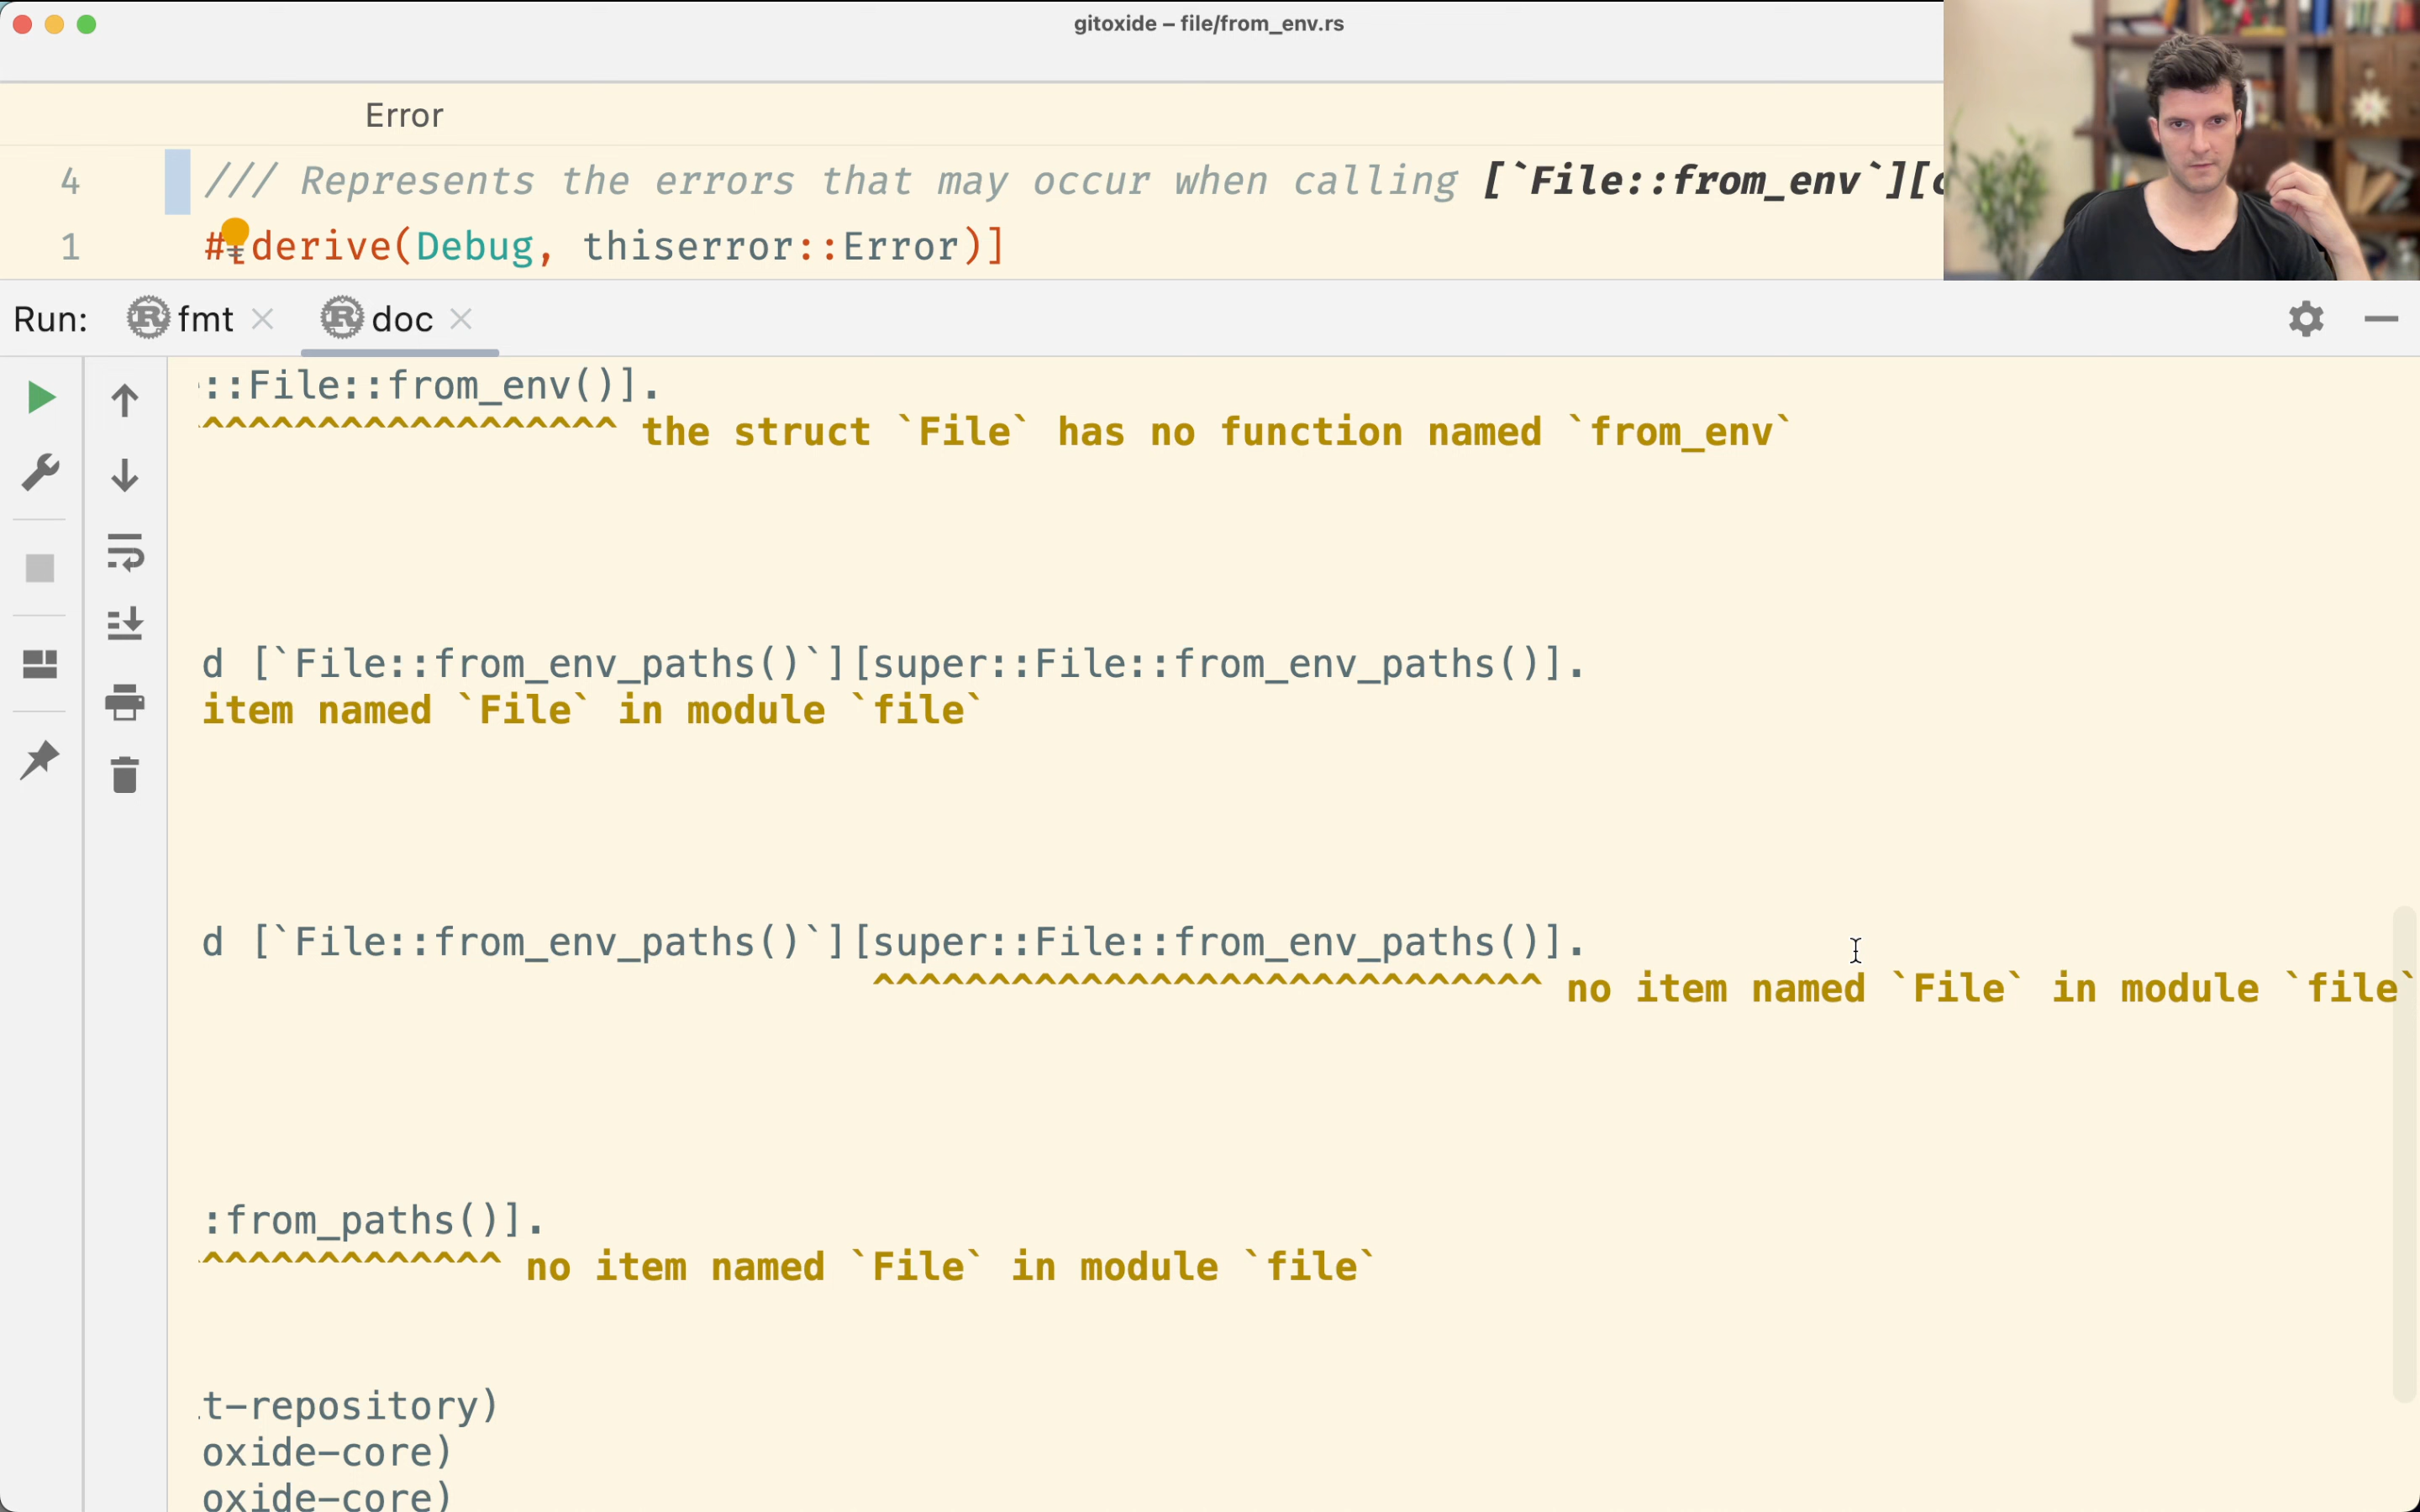 gitoxide – file/from_env.rs
Error
4 /// Represents the errors that may occur when calling [`File::from_env`][
1 #[derive(Debug, thiserror::Error)]
Run: fmt doc
::File::from_env()].
^^^^^^^^^^^^^^^^^^ the struct `File` has no function named `from_env`
d [`File::from_env_paths()`][super::File::from_env_paths()].
item named `File` in module `file`
d [`File::from_env_paths()`][super::File::from_env_paths()].
^^^^^^^^^^^^^^^^^^^^^^^^^^^^^ no item named `File` in module `file`
:from_paths()].
^^^^^^^^^^^^^ no item named `File` in module `file`
t-repository)
oxide-core)
oxide-core)